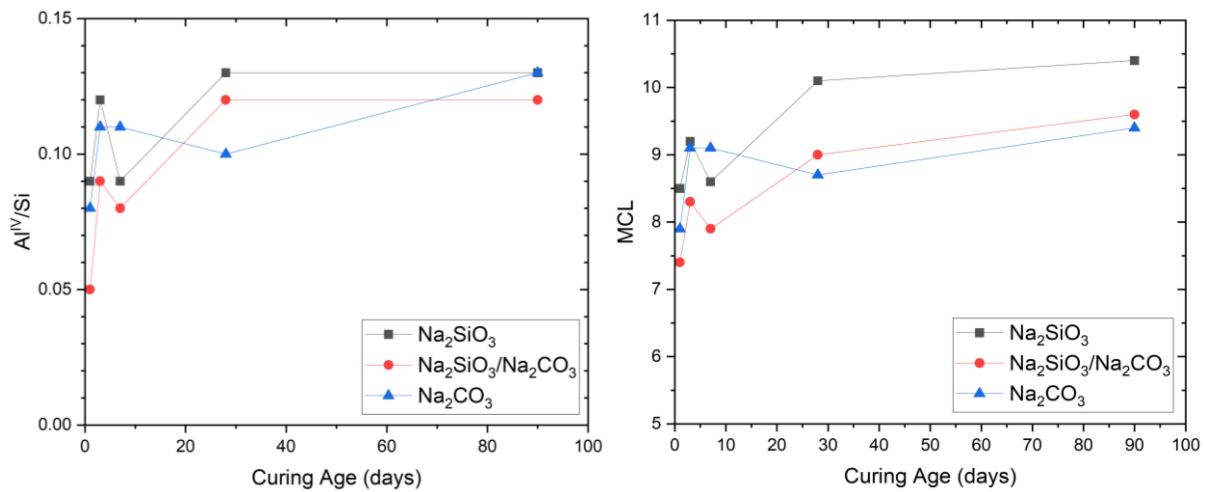 0.15
0.10
0.05
0.00
Al^IV/Si
0 20 40 60 80 100
Curing Age (days)
Na₂SiO₃
Na₂SiO₃/Na₂CO₃
Na₂CO₃
11
10
9
8
7
6
5
MCL
0 10 20 30 40 50 60 70 80 90 100
Curing Age (days)
Na₂SiO₃
Na₂SiO₃/Na₂CO₃
Na₂CO₃